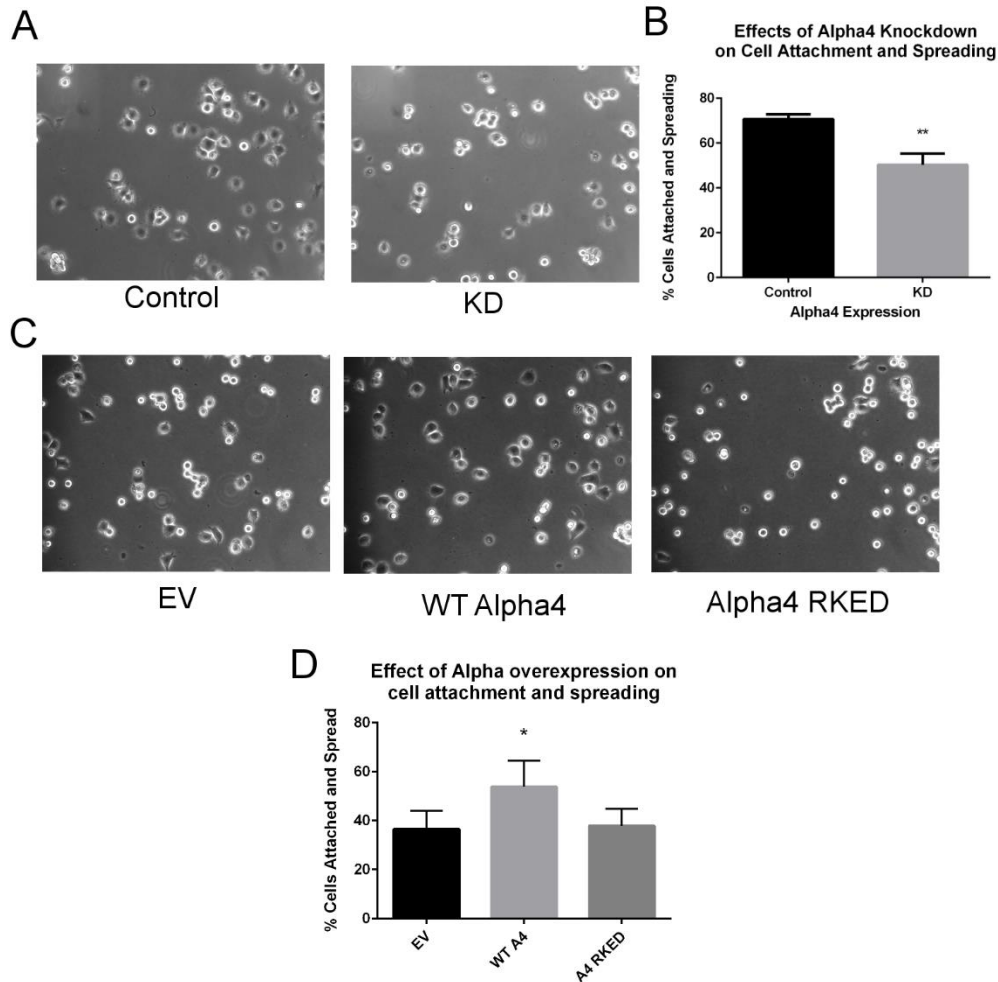 A
Control
KD
B
Effects of Alpha4 Knockdown
on Cell Attachment and Spreading
% Cells Attached and Spreading
80
60
40
20
0
**
Control
KD
Alpha4 Expression
C
EV
WT Alpha4
Alpha4 RKED
D
Effect of Alpha overexpression on
cell attachment and spreading
% Cells Attached and Spread
80
60
40
20
0
*
EV
WT A4
A4 RKED